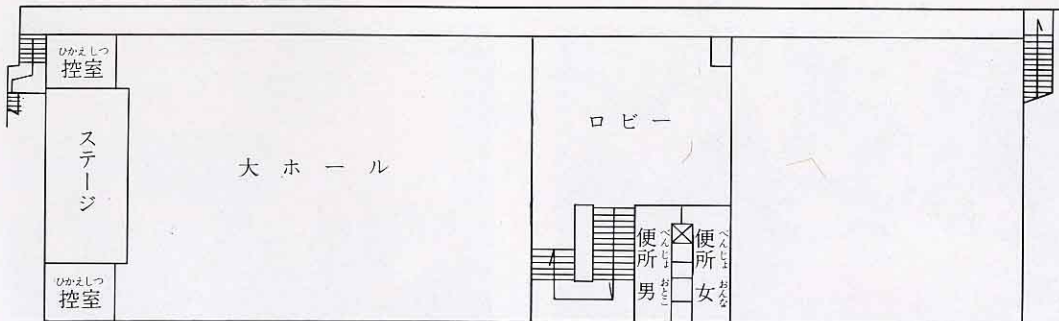 ひかえしつ
控室
ステージ
ひかえしつ
控室
大ホール
ロビー
便所 男
べんじょ おとこ
便所 女
べんじょ おんな